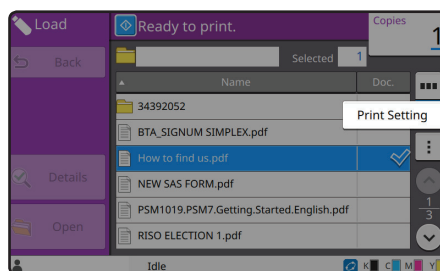 Load
Ready to print.
Copies
1
Back
Selected 1
Name Doc.
34392052
Print Setting
BTA_SIGNUM SIMPLEX.pdf
How to find us.pdf
Details
NEW SAS FORM.pdf
PSM1019.PSM7.Getting.Started.English.pdf
1
3
Open
RISO ELECTION 1.pdf
Idle
K C M Y